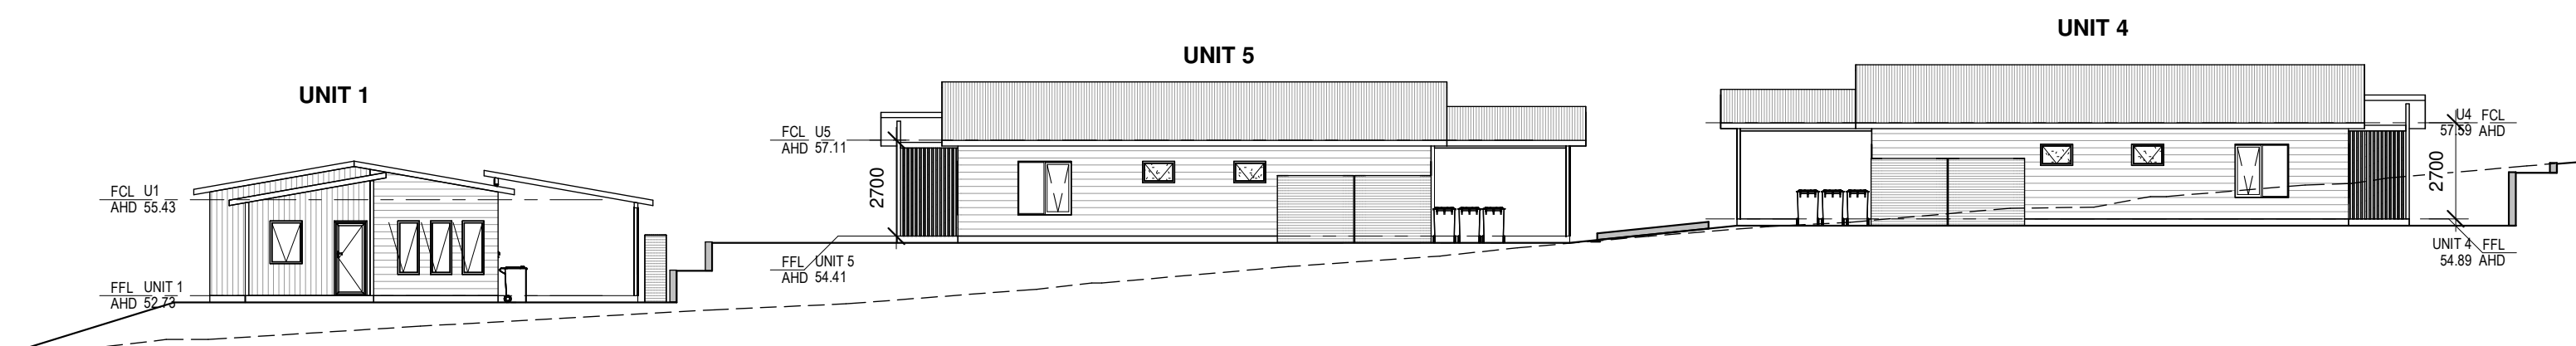 UNIT 1
UNIT 5
UNIT 4
FCL U1
AHD 55.43
FFL UNIT 1
AHD 52.73
FCL U5
AHD 57.11
2700
FFL UNIT 5
AHD 54.41
U4 FCL
57.59 AHD
2700
UNIT 4 FFL
54.89 AHD